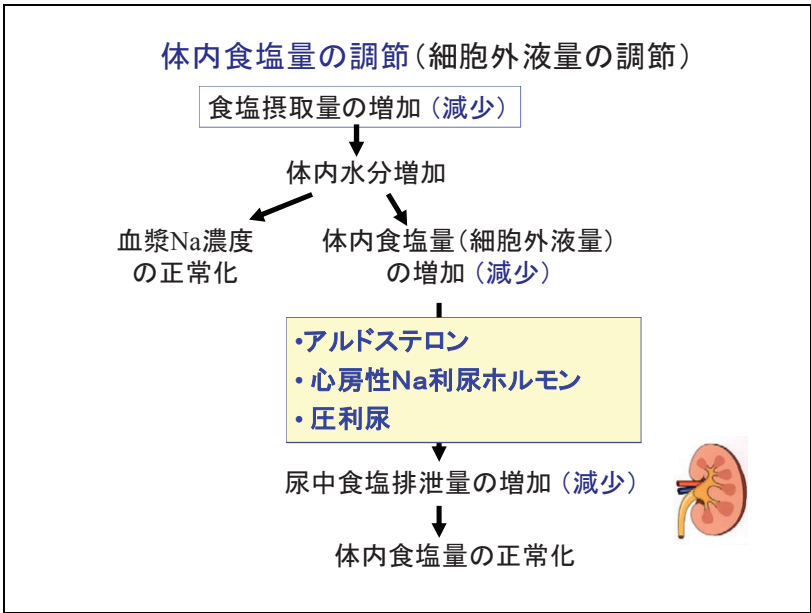 体内食塩量の調節(細胞外液量の調節)
食塩摂取量の増加(減少)
体内水分増加
血漿Na濃度
の正常化
体内食塩量(細胞外液量)
の増加(減少)
•アルドステロン
•心房性Na利尿ホルモン
•圧利尿
尿中食塩排泄量の増加(減少)
体内食塩量の正常化